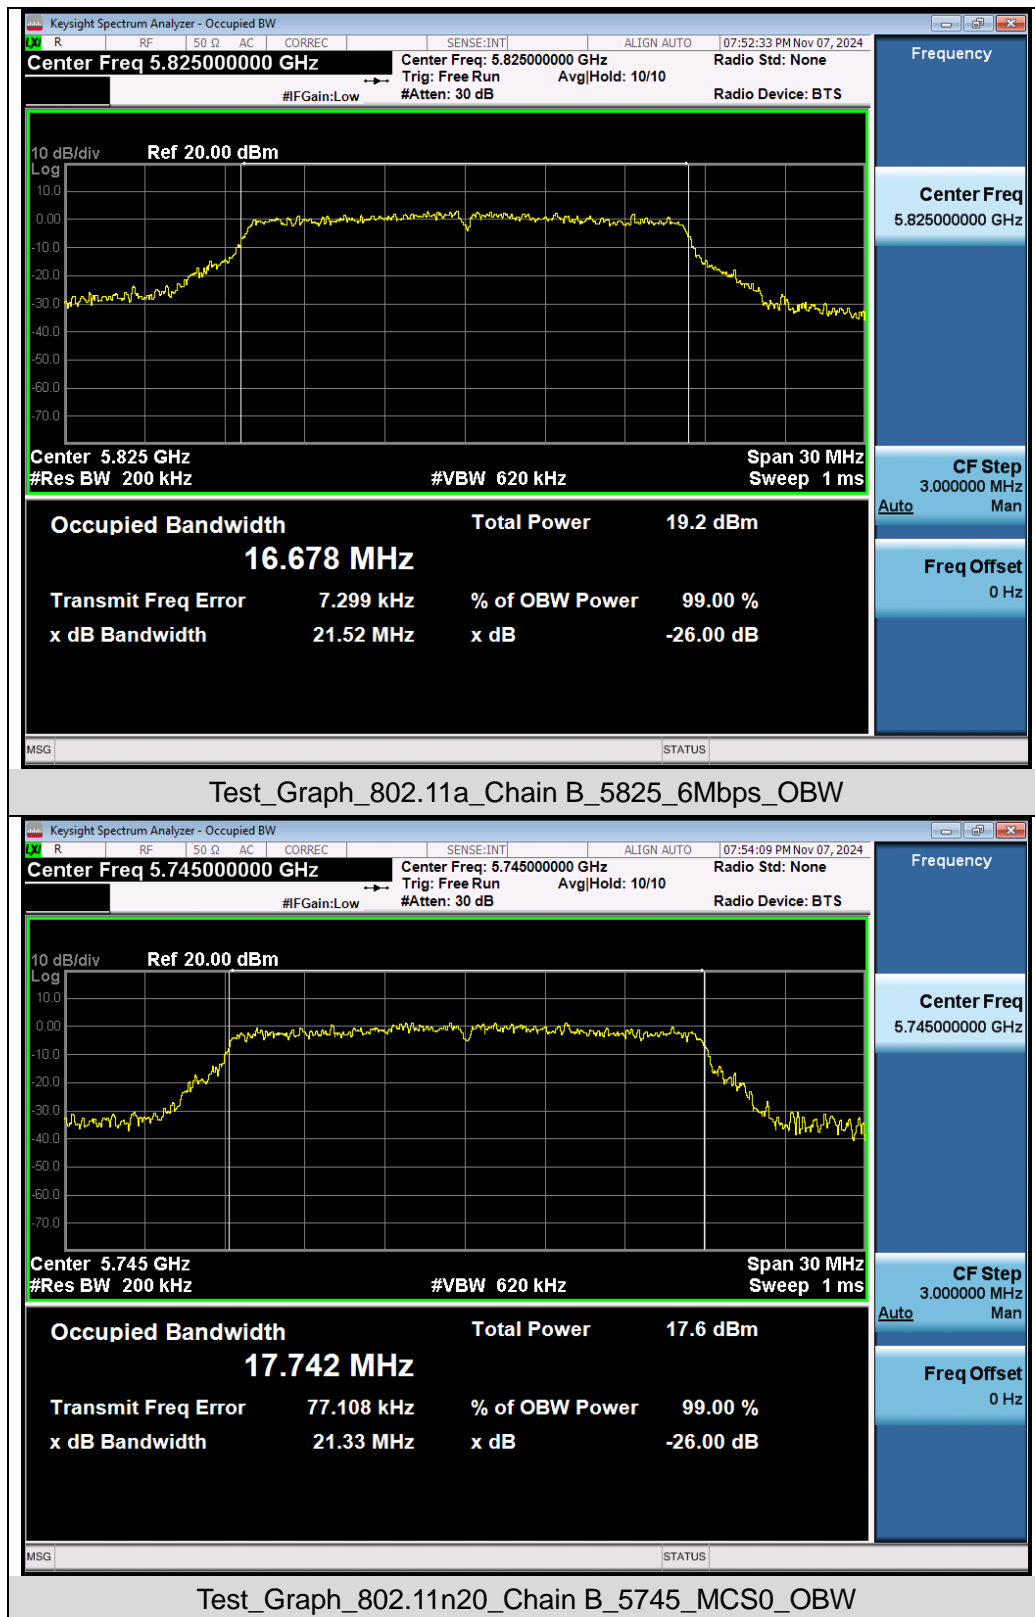 Keysight Spectrum Analyzer - Occupied BW
LXI R RF 50 Ω AC CORREC SENSE:INT ALIGN AUTO 07:52:33 PM Nov 07, 2024
Center Freq 5.825000000 GHz
Center Freq: 5.825000000 GHz
Radio Std: None
Trig: Free Run Avg|Hold: 10/10
#IFGain:Low
#Atten: 30 dB
Radio Device: BTS
10 dB/div Ref 20.00 dBm
Log
10.0
0.00
-10.0
-20.0
-30.0
-40.0
-50.0
-60.0
-70.0
Center 5.825 GHz Span 30 MHz
#Res BW 200 kHz #VBW 620 kHz Sweep 1 ms
Occupied Bandwidth Total Power 19.2 dBm
16.678 MHz
Transmit Freq Error 7.299 kHz % of OBW Power 99.00 %
x dB Bandwidth 21.52 MHz x dB -26.00 dB
MSG STATUS
Frequency
Center Freq
5.825000000 GHz
CF Step
3.000000 MHz
Auto Man
Freq Offset
0 Hz
Test_Graph_802.11a_Chain B_5825_6Mbps_OBW
Keysight Spectrum Analyzer - Occupied BW
LXI R RF 50 Ω AC CORREC SENSE:INT ALIGN AUTO 07:54:09 PM Nov 07, 2024
Center Freq 5.745000000 GHz
Center Freq: 5.745000000 GHz
Radio Std: None
Trig: Free Run Avg|Hold: 10/10
#IFGain:Low
#Atten: 30 dB
Radio Device: BTS
10 dB/div Ref 20.00 dBm
Log
10.0
0.00
-10.0
-20.0
-30.0
-40.0
-50.0
-60.0
-70.0
Center 5.745 GHz Span 30 MHz
#Res BW 200 kHz #VBW 620 kHz Sweep 1 ms
Occupied Bandwidth Total Power 17.6 dBm
17.742 MHz
Transmit Freq Error 77.108 kHz % of OBW Power 99.00 %
x dB Bandwidth 21.33 MHz x dB -26.00 dB
MSG STATUS
Frequency
Center Freq
5.745000000 GHz
CF Step
3.000000 MHz
Auto Man
Freq Offset
0 Hz
Test_Graph_802.11n20_Chain B_5745_MCS0_OBW